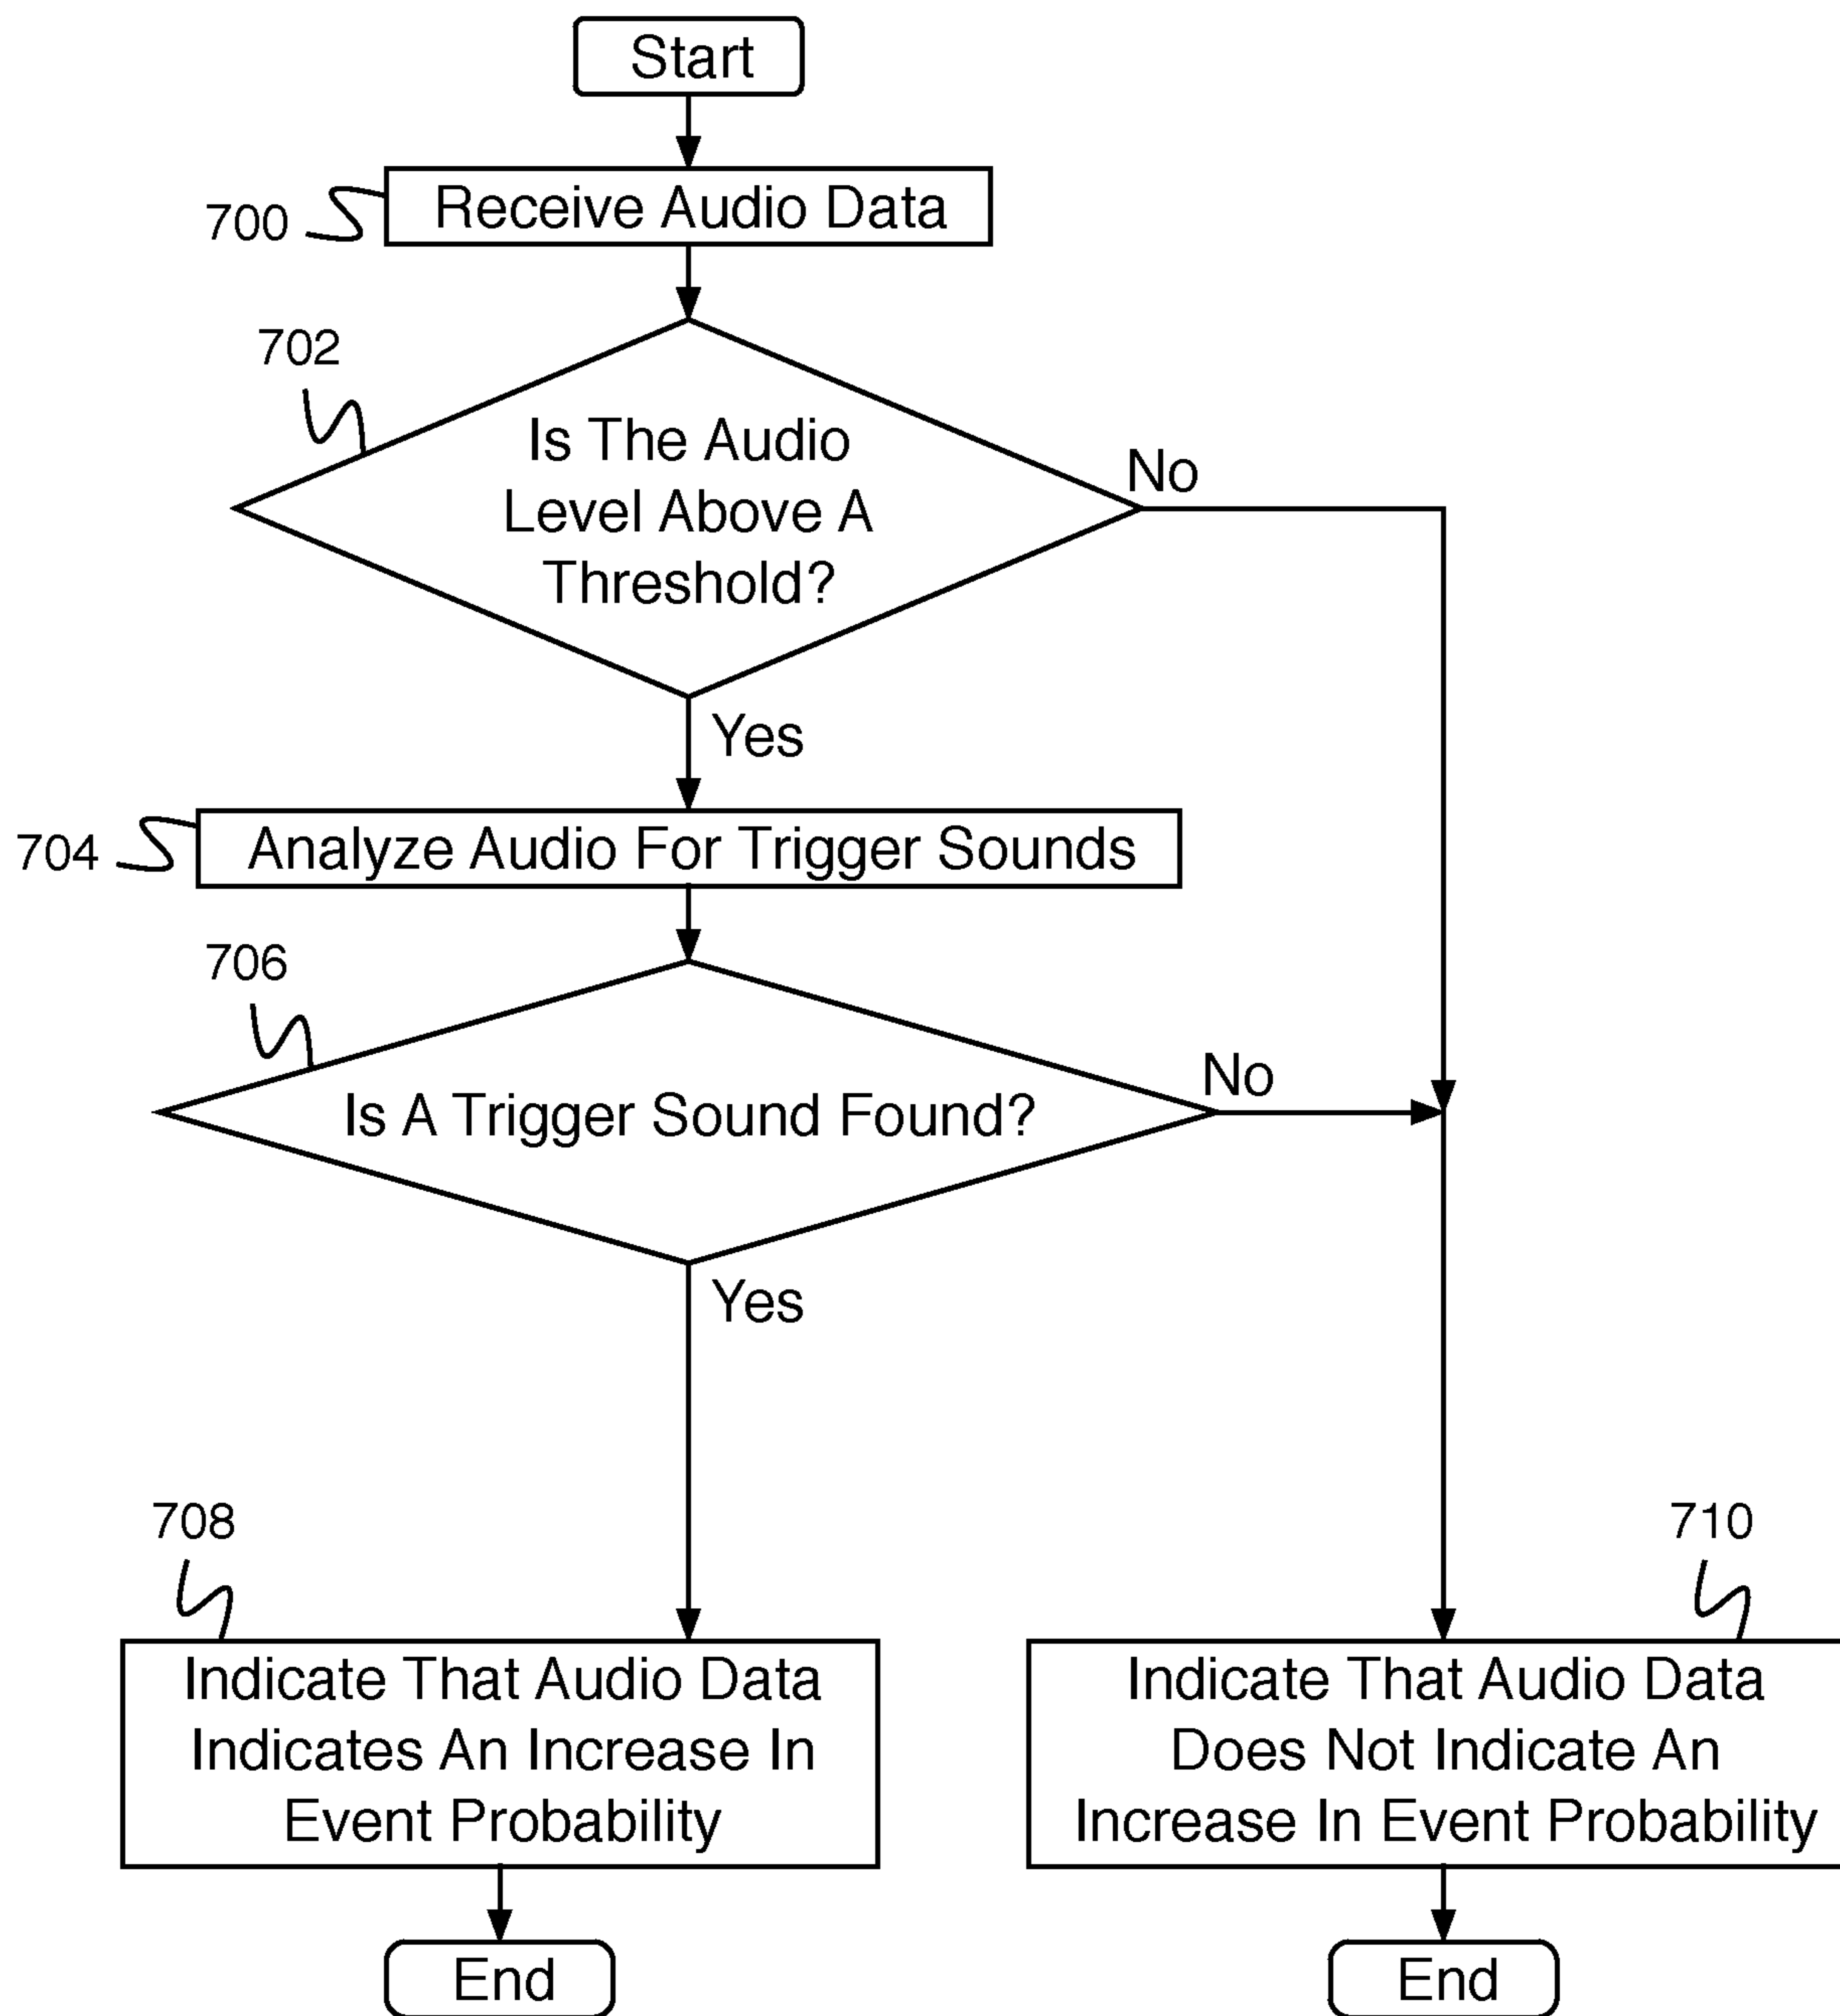 Start
700
Receive Audio Data
702
Is The Audio
Level Above A
Threshold?
No
Yes
704
Analyze Audio For Trigger Sounds
706
Is A Trigger Sound Found?
No
Yes
708
Indicate That Audio Data
Indicates An Increase In
Event Probability
End
710
Indicate That Audio Data
Does Not Indicate An
Increase In Event Probability
End